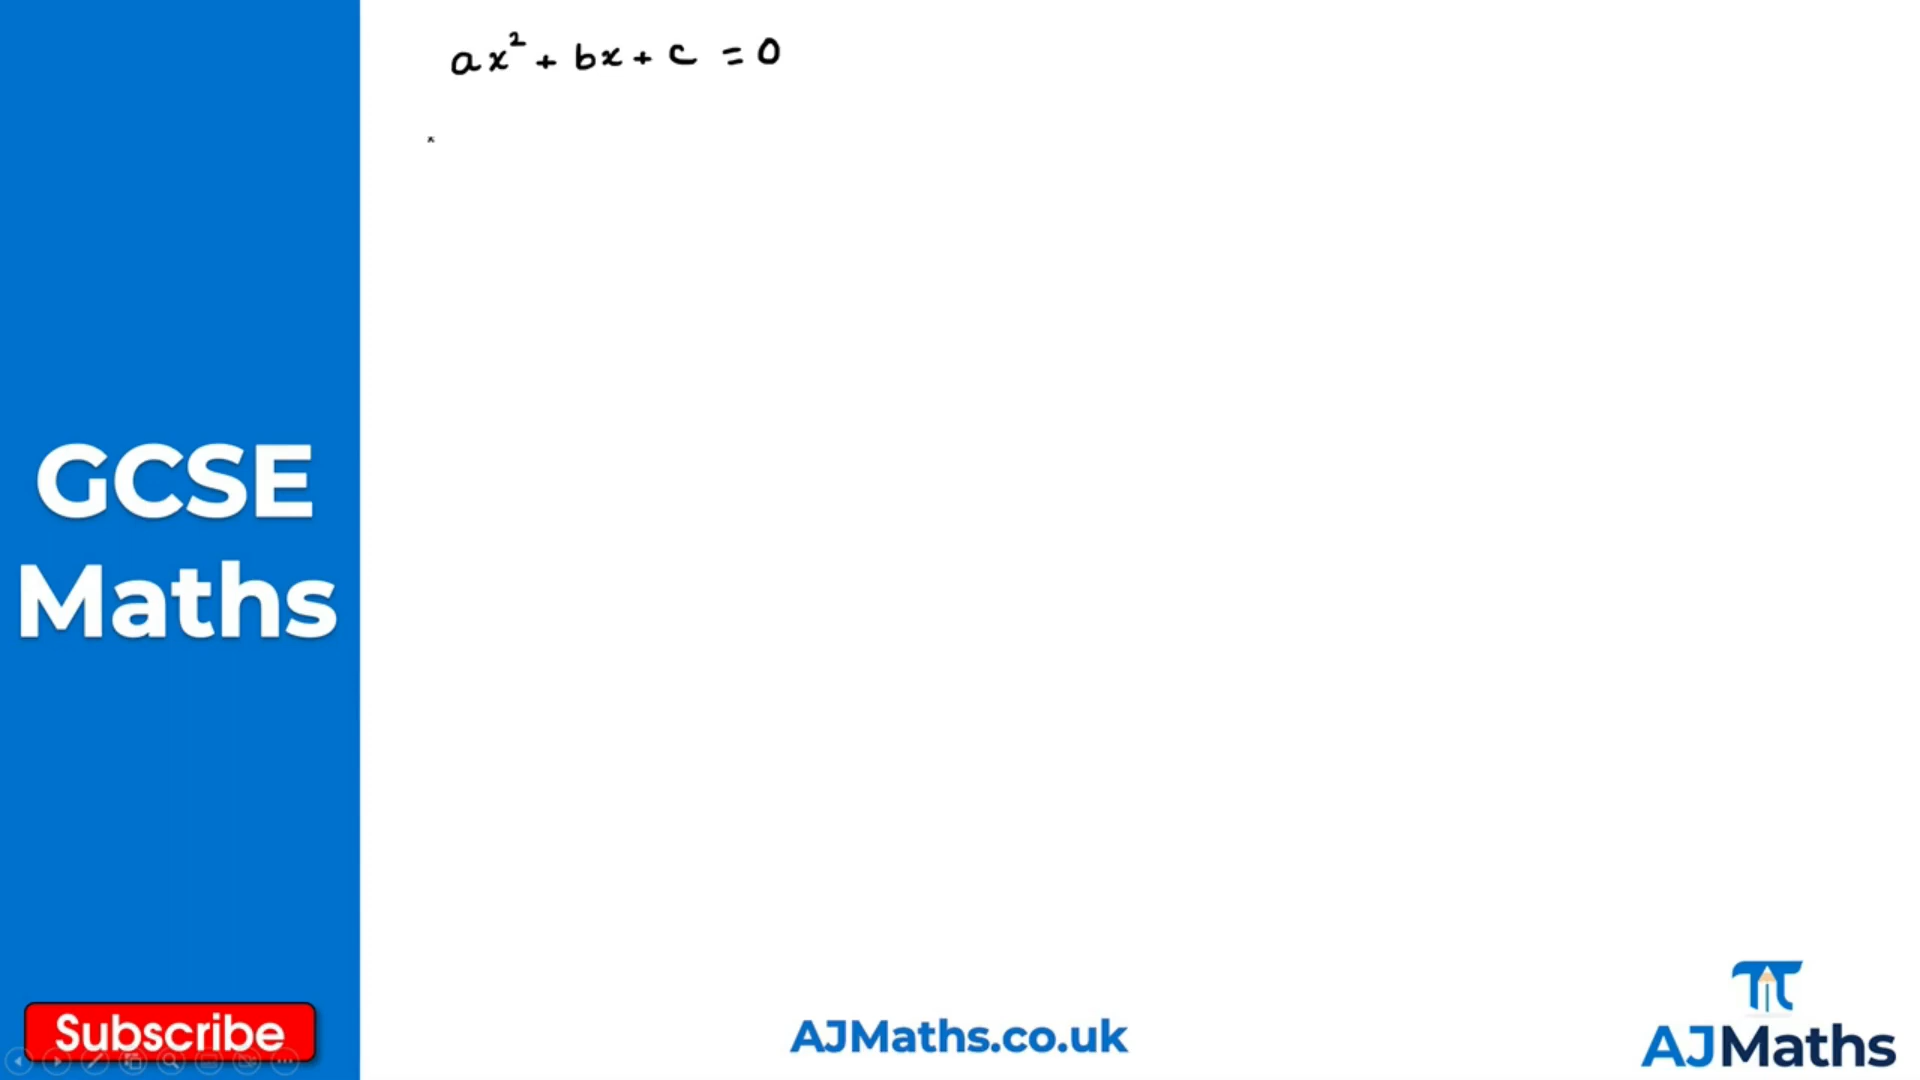 ax² + bx + c = 0
GCSE
Maths
Subscribe
AJMaths.co.uk
AJMaths